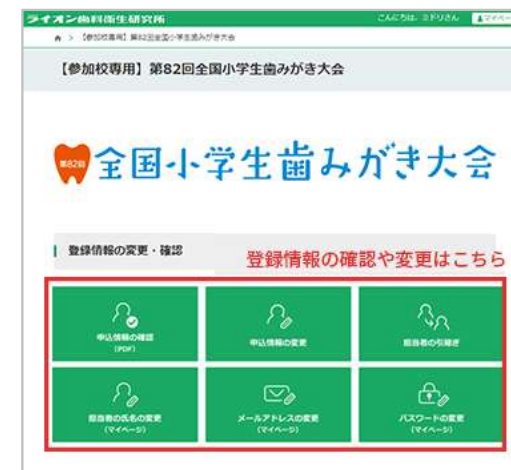 ライオン歯科衛生研究所
こんにちは、ミドリさん
マイペー
> 【参加校専用】第82回全国小学生歯みがき大会
【参加校専用】第82回全国小学生歯みがき大会
第82回
全国小学生歯みがき大会
登録情報の変更・確認
登録情報の確認や変更はこちら
申込情報の確認
(PDF)
申込情報の変更
担当者の引継ぎ
担当者の氏名の変更
(マイページ)
メールアドレスの変更
(マイページ)
パスワードの変更
(マイページ)